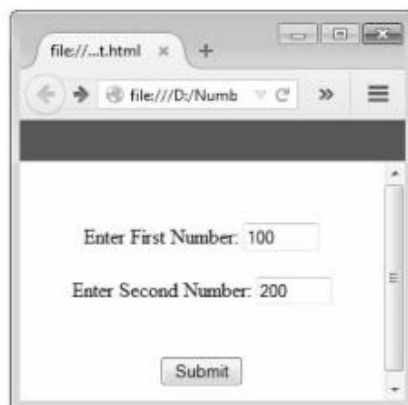 file://...t.html × +
file:///D:/Numb
Enter First Number: 100
Enter Second Number: 200
Submit